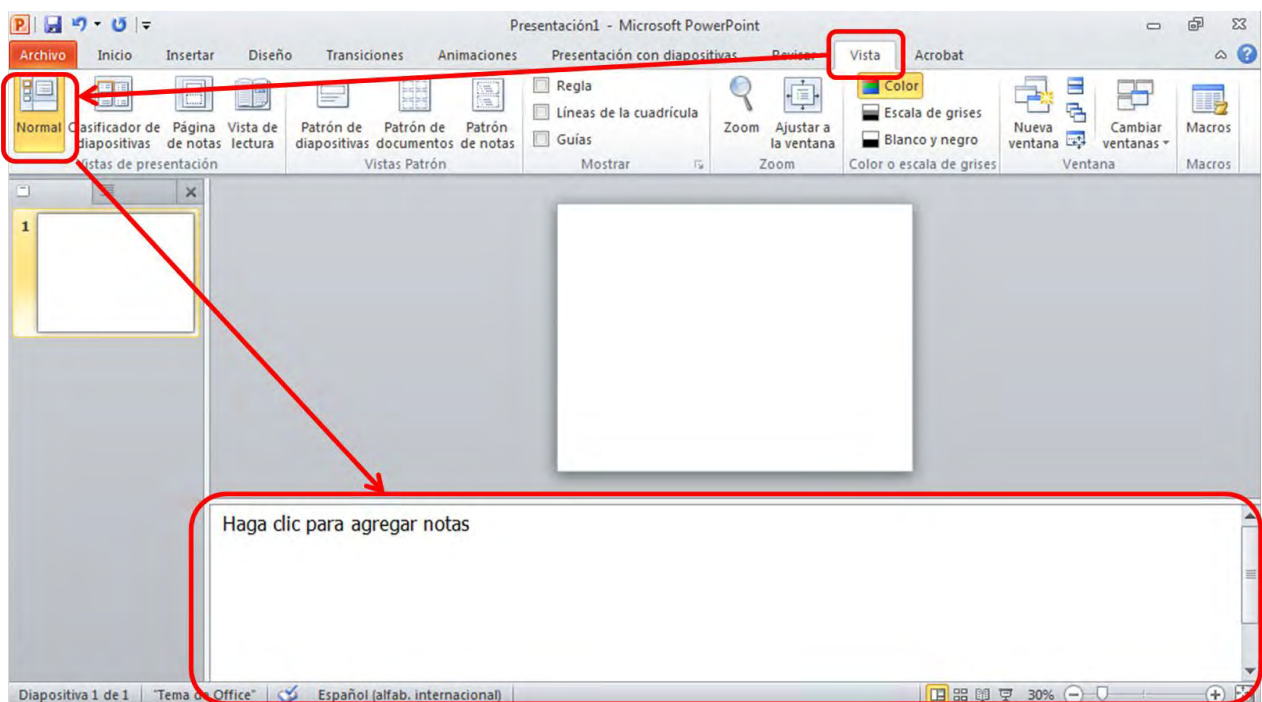 Presentación1 - Microsoft PowerPoint
Archivo Inicio Insertar Diseño Transiciones Animaciones Presentación con diapositivas Revisar Vista Acrobat
Normal
Clasificador de diapositivas
Página de notas
Vista de lectura
Vistas de presentación
Patrón de diapositivas
Patrón de documentos
Patrón de notas
Vistas Patrón
Regla
Líneas de la cuadrícula
Guías
Mostrar
Zoom
Ajustar a la ventana
Zoom
Color
Escala de grises
Blanco y negro
Color o escala de grises
Nueva ventana
Cambiar ventanas
Ventana
Macros
Macros
1
Haga clic para agregar notas
Diapositiva 1 de 1 "Tema de Office" Español (alfab. internacional) 30%